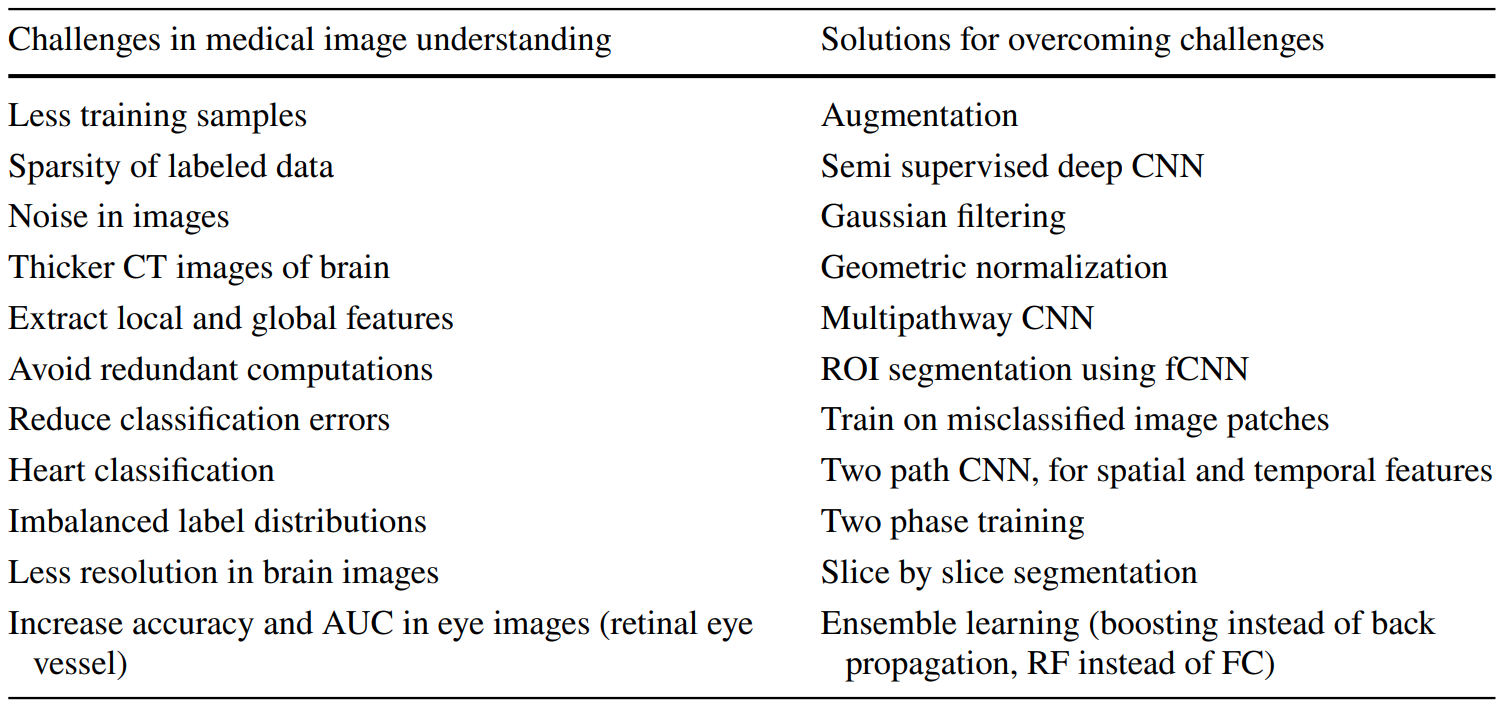 Challenges in medical image understanding Solutions for overcoming challenges
Less training samples Augmentation
Sparsity of labeled data Semi supervised deep CNN
Noise in images Gaussian filtering
Thicker CT images of brain Geometric normalization
Extract local and global features Multipathway CNN
Avoid redundant computations ROI segmentation using fCNN
Reduce classification errors Train on misclassified image patches
Heart classification Two path CNN, for spatial and temporal features
Imbalanced label distributions Two phase training
Less resolution in brain images Slice by slice segmentation
Increase accuracy and AUC in eye images (retinal eye Ensemble learning (boosting instead of back
vessel) propagation, RF instead of FC)